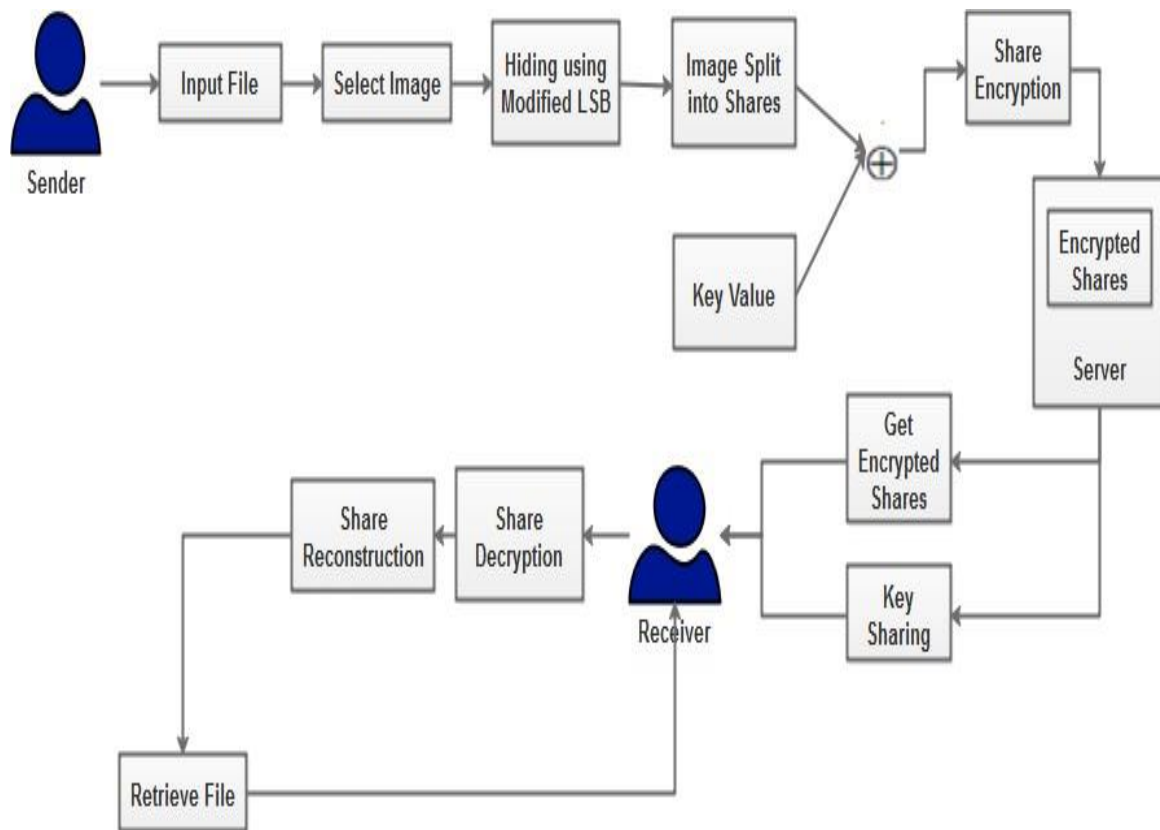 Sender
Input File
Select Image
Hiding using
Modified LSB
Image Split
into Shares
Key Value
Share
Encryption
Encrypted
Shares
Server
Get
Encrypted
Shares
Key
Sharing
Receiver
Share
Decryption
Share
Reconstruction
Retrieve File